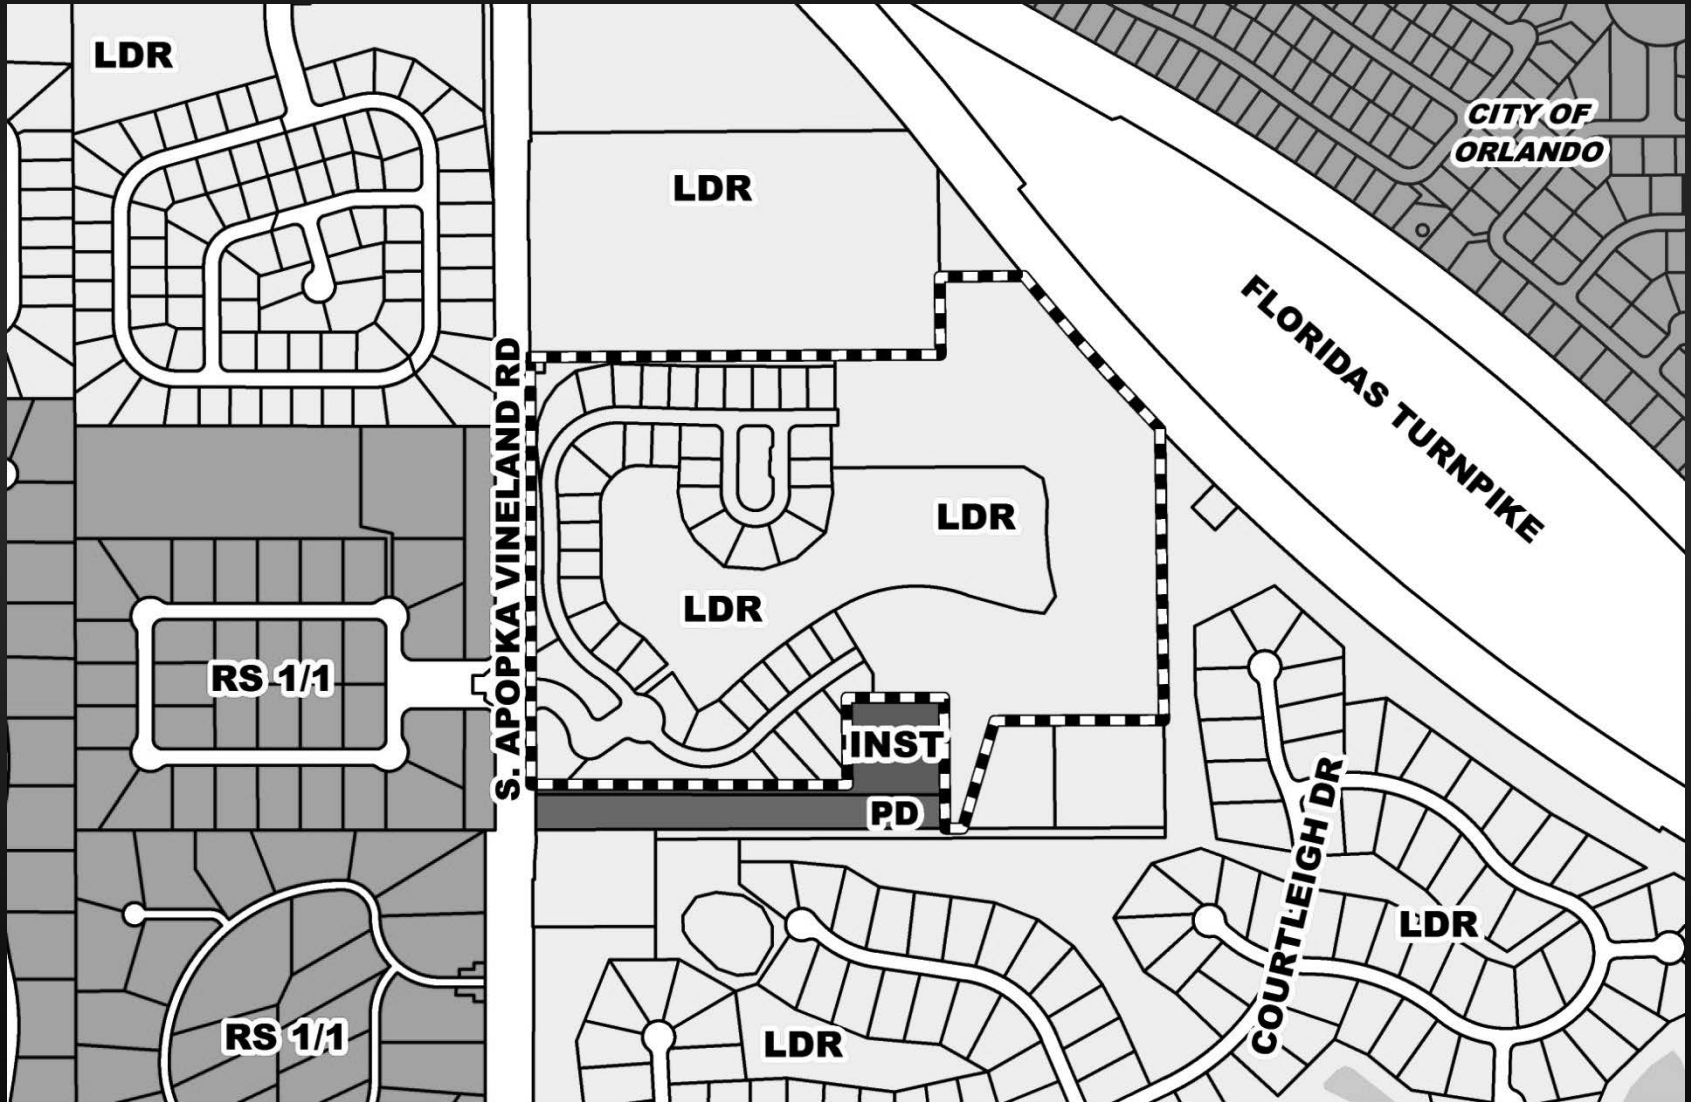 LDR
CITY OF
ORLANDO
LDR
FLORIDAS TURNPIKE
S. APOPKA VINELAND RD
LDR
LDR
RS 1/1
INST
PD
COURTLEIGH DR
LDR
RS 1/1
LDR